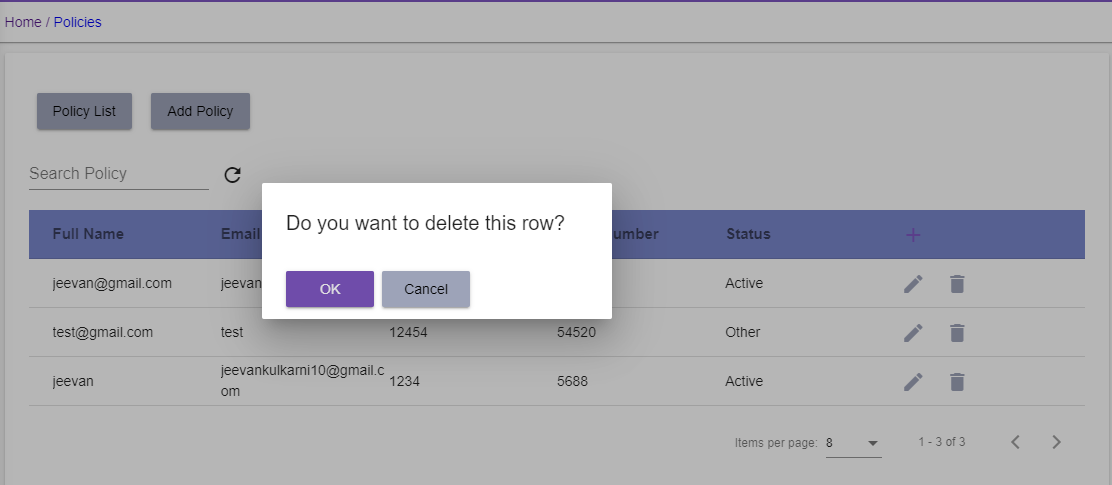 Home / Policies
Policy List Add Policy
Search Policy
Do you want to delete this row?
Full Name Email umber Status +
OK Cancel
jeevan@gmail.com jeevan Active
test@gmail.com test 12454 54520 Other
jeevan jeevankulkarni10@gmail.c
om 1234 5688 Active
Items per page: 8 1 - 3 of 3